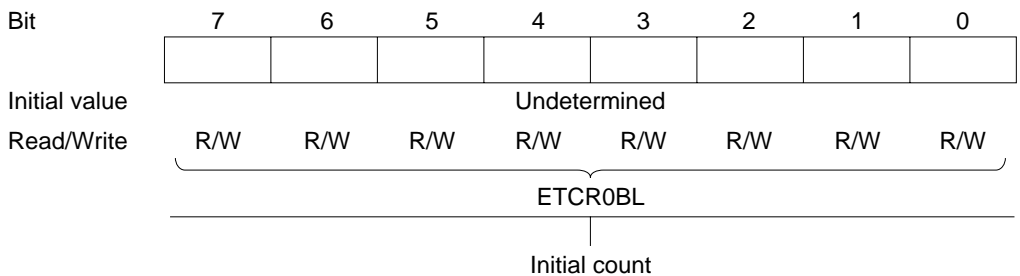 Bit 7 6 5 4 3 2 1 0
Initial value Undetermined
Read/Write R/W R/W R/W R/W R/W R/W R/W R/W
ETCR0BL
Initial count